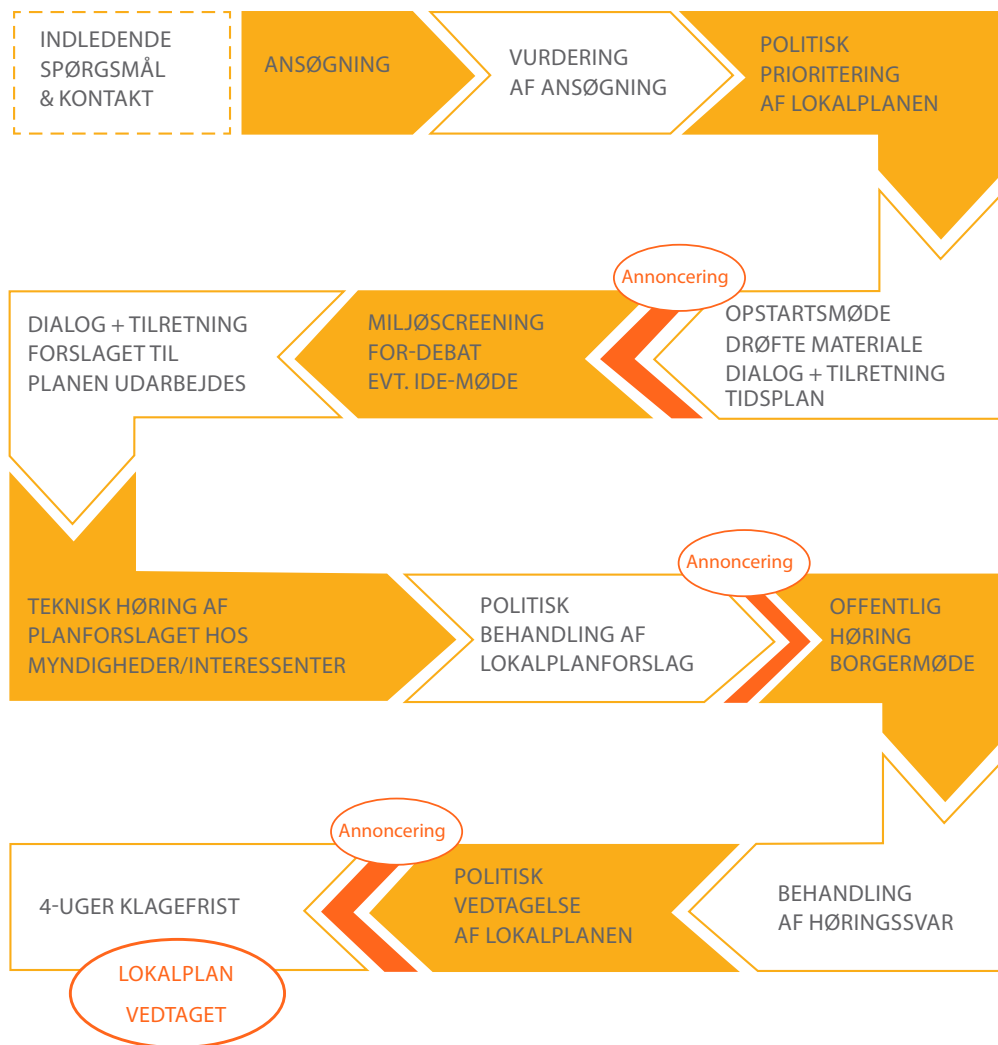 INDLEDENDE
SPØRGSMÅL
& KONTAKT
ANSØGNING
VURDERING
AF ANSØGNING
POLITISK
PRIORITERING
AF LOKALPLANEN
OPSTARTSMØDE
DRØFTE MATERIALE
DIALOG + TILRETNING
TIDSPLAN
Annoncering
MILJØSCREENING
FOR-DEBAT
EVT. IDE-MØDE
DIALOG + TILRETNING
FORSLAGET TIL
PLANEN UDARBEJDES
TEKNISK HØRING AF
PLANFORSLAGET HOS
MYNDIGHEDER/INTERESSENTER
POLITISK
BEHANDLING AF
LOKALPLANFORSLAG
Annoncering
OFFENTLIG
HØRING
BORGERMØDE
BEHANDLING
AF HØRINGSSVAR
POLITISK
VEDTAGELSE
AF LOKALPLANEN
Annoncering
4-UGER KLAGEFRIST
LOKALPLAN
VEDTAGET